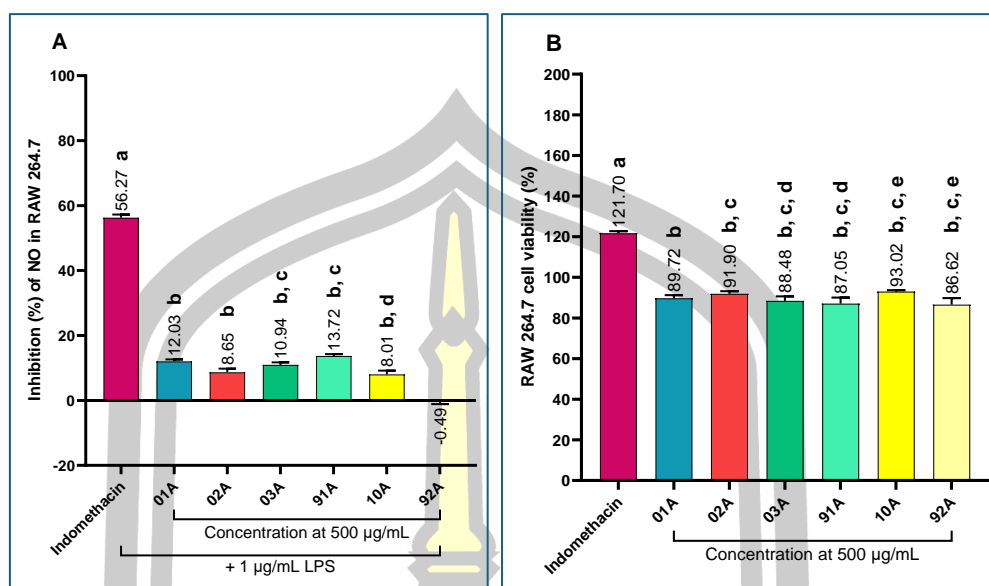 A
Inhibition (%) of NO in RAW 264.7
100
80
60
40
20
0
-20
56.27 a
12.03 b
8.65 b
10.94 b, c
13.72 b, c
8.01 b, d
-0.49
Indomethacin
01A
02A
03A
91A
10A
92A
Concentration at 500 µg/mL
+ 1 µg/mL LPS
B
RAW 264.7 cell viability (%)
200
180
160
140
120
100
80
60
40
20
0
121.70 a
89.72 b
91.90 b, c
88.48 b, c, d
87.05 b, c, d
93.02 b, c, e
86.62 b, c, e
Indomethacin
01A
02A
03A
91A
10A
92A
Concentration at 500 µg/mL